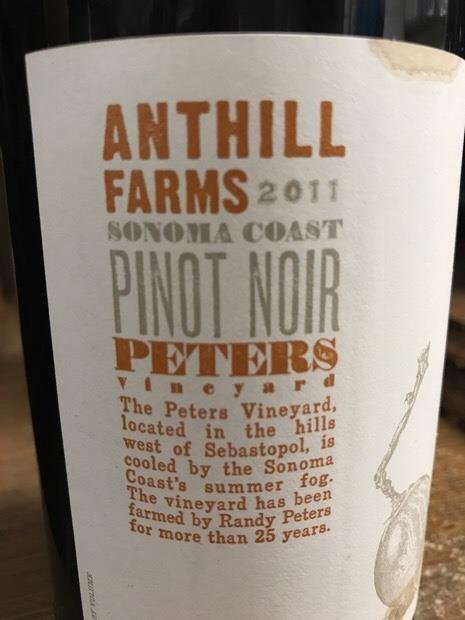 ANTHILL
FARMS 2011
SONOMA COAST
PINOT NOIR
PETERS
vineyard
The Peters Vineyard,
located in the hills
west of Sebastopol, is
cooled by the Sonoma
Coast's summer fog.
The vineyard has been
farmed by Randy Peters
for more than 25 years.
BY VOLUME